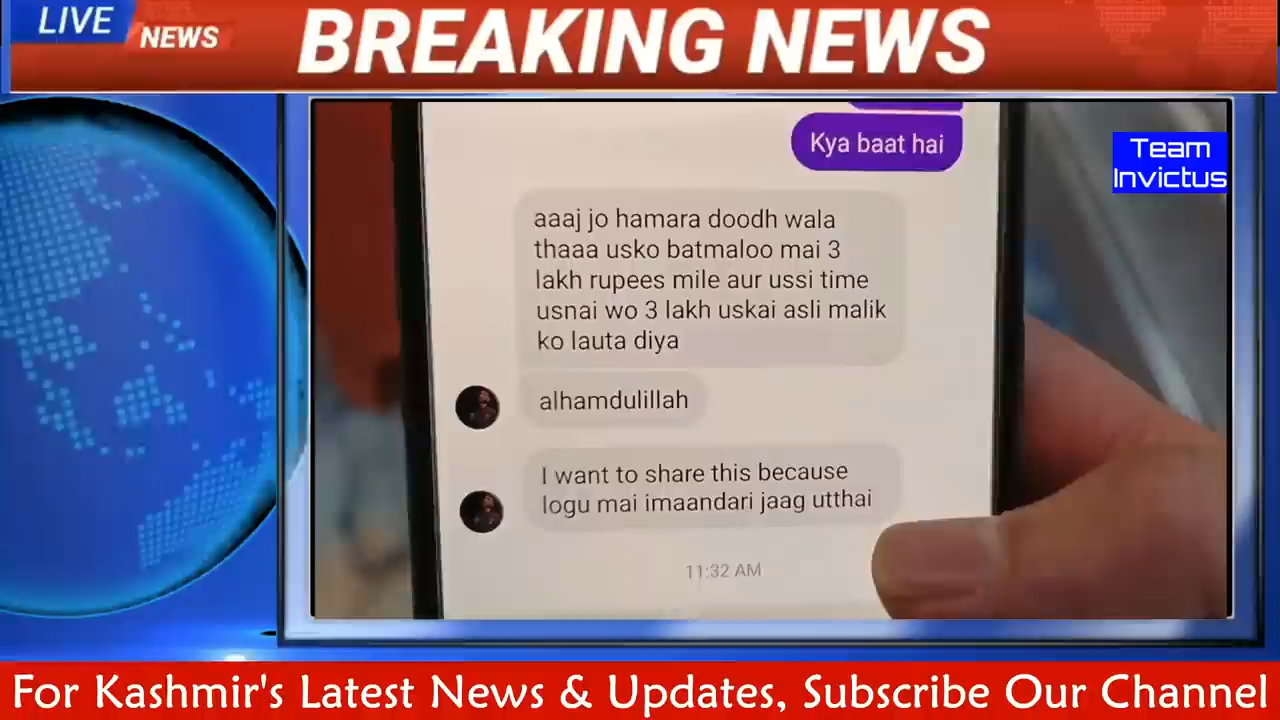 LIVE
NEWS
BREAKING NEWS
Team
Invictus
Kya baat hai
aaaj jo hamara doodh wala
thaaa usko batmaloo mai 3
lakh rupees mile aur ussi time
usnai wo 3 lakh uskai asli malik
ko lauta diya
alhamdulillah
I want to share this because
logu mai imaandari jaag utthai
11:32 AM
For Kashmir's Latest News & Updates, Subscribe Our Channel